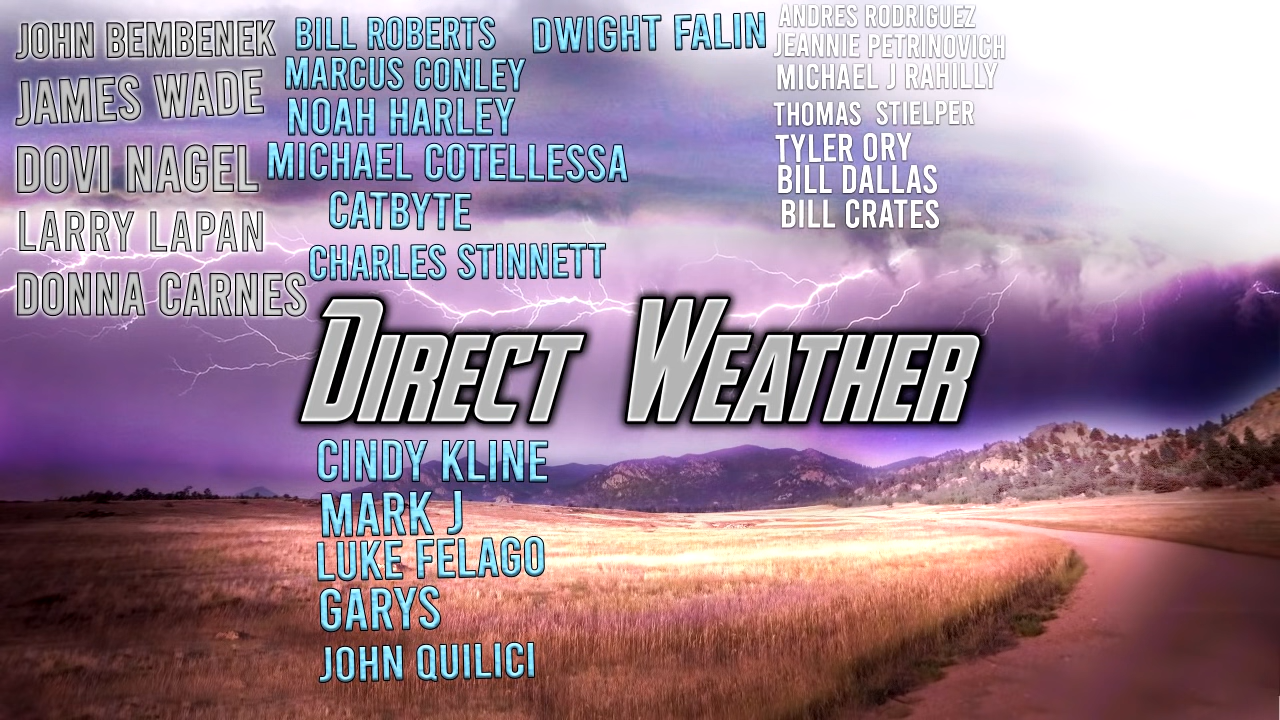 JOHN BEMBENEK
JAMES WADE
DOVI NAGEL
LARRY LAPAN
DONNA CARNES
BILL ROBERTS
MARCUS CONLEY
NOAH HARLEY
MICHAEL COTELLESSA
CATBYTE
CHARLES STINNETT
DWIGHT FALIN
ANDRES RODRIGUEZ
JEANNIE PETRINOVICH
MICHAEL J RAHILLY
THOMAS STIELPER
TYLER ORY
BILL DALLAS
BILL CRATES
DIRECT WEATHER
CINDY KLINE
MARK J
LUKE FELAGO
GARYS
JOHN QUILICI